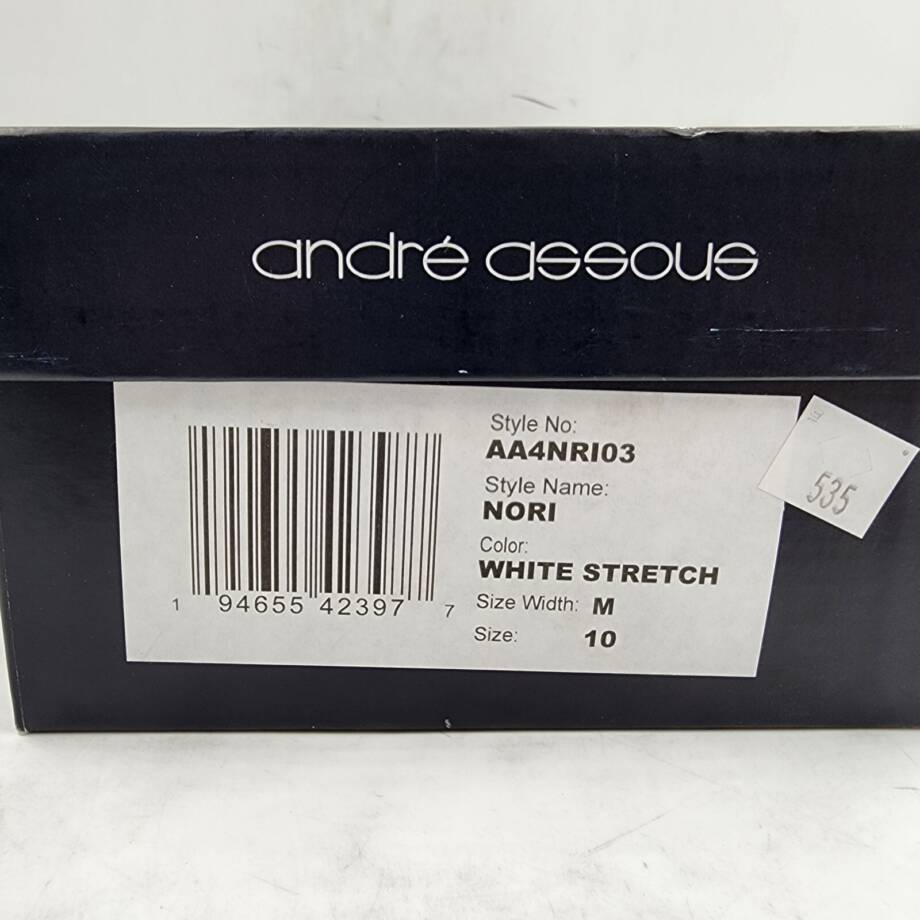 andré assous
Style No:
AA4NRI03
Style Name:
NORI
Color:
WHITE STRETCH
Size Width: M
Size: 10
1 94655 42397 7
535